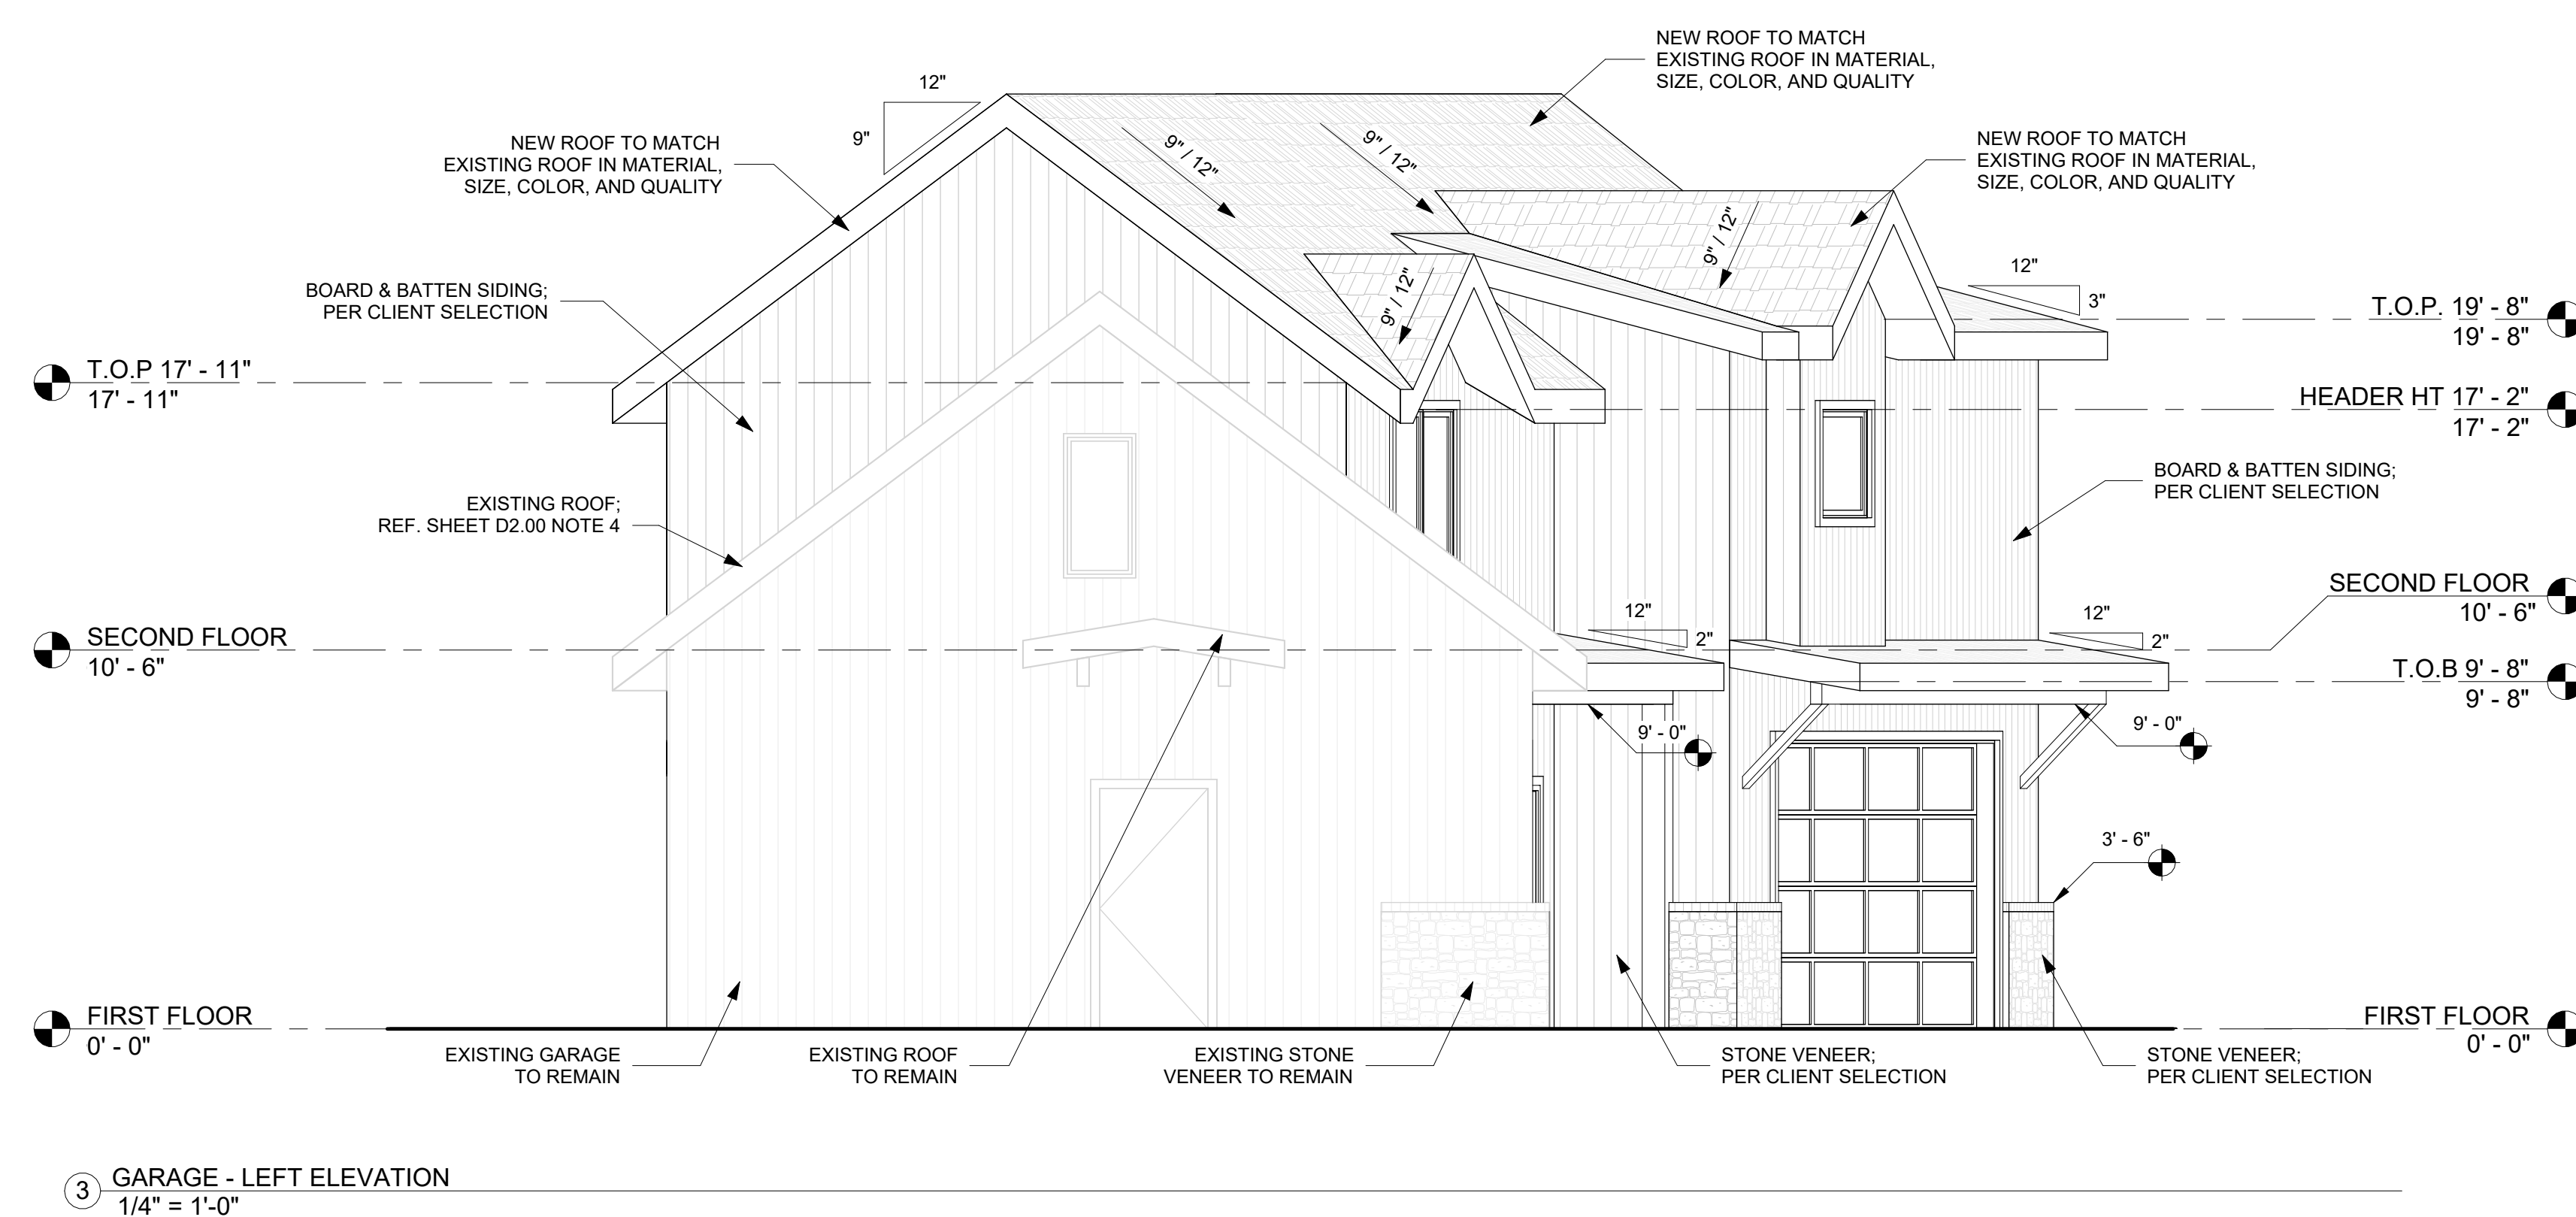 NEW ROOF TO MATCH
EXISTING ROOF IN MATERIAL,
SIZE, COLOR, AND QUALITY
12"
9"
NEW ROOF TO MATCH
EXISTING ROOF IN MATERIAL,
SIZE, COLOR, AND QUALITY
9" / 12"
9" / 12"
NEW ROOF TO MATCH
EXISTING ROOF IN MATERIAL,
SIZE, COLOR, AND QUALITY
9" / 12"
9" / 12"
12"
3"
BOARD & BATTEN SIDING;
PER CLIENT SELECTION
T.O.P. 19' - 8"
19' - 8"
T.O.P 17' - 11"
17' - 11"
HEADER HT 17' - 2"
17' - 2"
BOARD & BATTEN SIDING;
PER CLIENT SELECTION
EXISTING ROOF;
REF. SHEET D2.00 NOTE 4
SECOND FLOOR
10' - 6"
12"
2"
12"
2"
SECOND FLOOR
10' - 6"
T.O.B 9' - 8"
9' - 8"
9' - 0"
9' - 0"
3' - 6"
FIRST FLOOR
0' - 0"
FIRST FLOOR
0' - 0"
EXISTING GARAGE
TO REMAIN
EXISTING ROOF
TO REMAIN
EXISTING STONE
VENEER TO REMAIN
STONE VENEER;
PER CLIENT SELECTION
STONE VENEER;
PER CLIENT SELECTION
3
GARAGE - LEFT ELEVATION
1/4" = 1'-0"